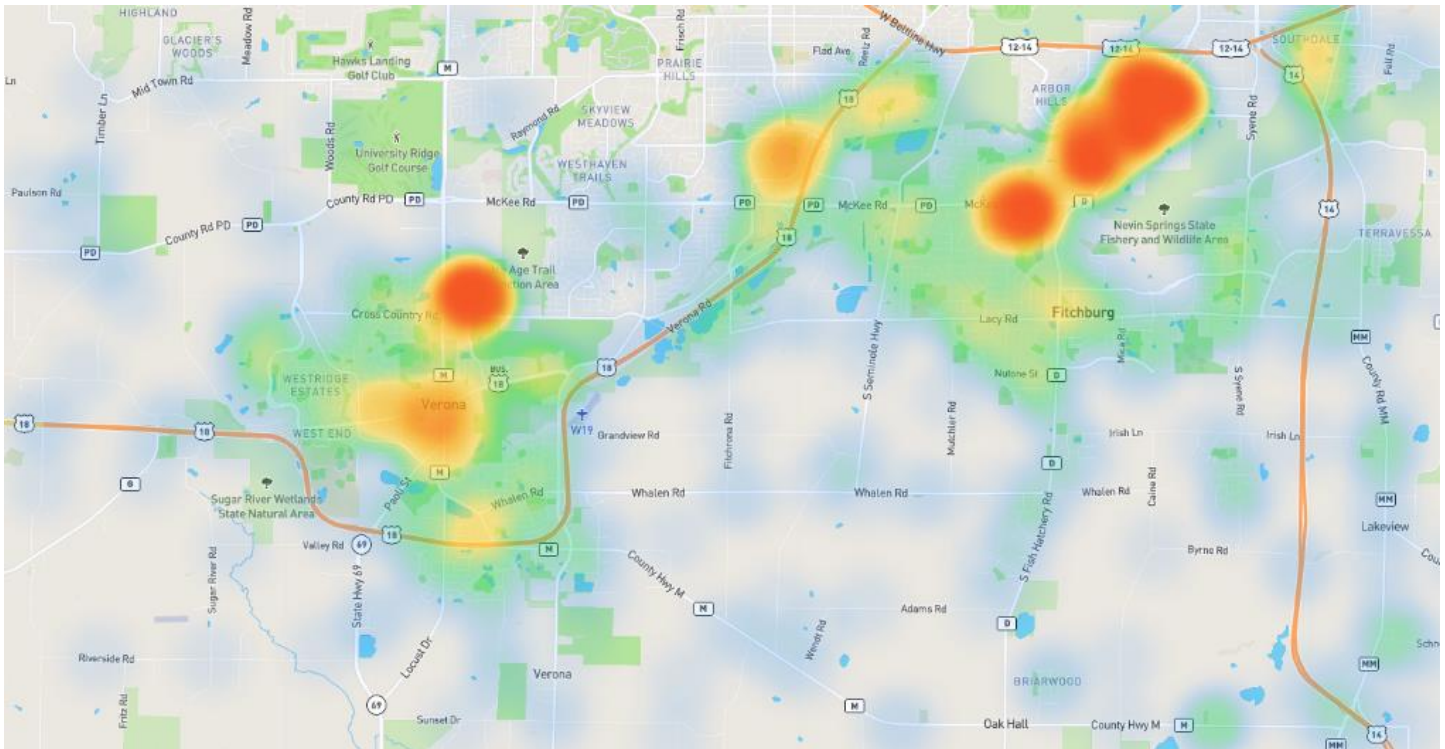 HIGHLAND
GLACIER'S
WOODS
Meadow Rd
Hawks Landing
Golf Club
M
Frisch Rd
PRAIRIE
HILLS
Flad Ave
Reetz Rd
W Beltline Hwy
12-14
12-14
12-14
SOUTHDALE
14
Ln
Mid Town Rd
Timber Ln
Woods Rd
Raymond Rd
SKYVIEW
MEADOWS
18
ARBOR
HILLS
Syene Rd
University Ridge
Golf Course
WESTHAVEN
TRAILS
Paulson Rd
County Rd PD
PD
McKee Rd
PD
PD
PD
McKee Rd
PD
D
14
Nevin Springs State
Fishery and Wildlife Area
TERRAVESSA
County Rd PD
PD
PD
18
Age Trail
Cross Country Rd
Verona Rd
Lacy Rd
Fitchburg
Mica Rd
MM
WESTRIDGE
ESTATES
M
BUS.
18
18
S Seminole Hwy
Nutone St
D
S Syene Rd
County Rd MM
Verona
W19
18
18
WEST END
Grandview Rd
Fitchrona Rd
Mutchler Rd
Irish Ln
Irish Ln
G
M
D
Sugar River Wetlands
State Natural Area
Paoli St
Whalen Rd
Whalen Rd
Whalen Rd
Whalen Rd
Caine Rd
MM
Lakeview
18
Valley Rd
69
M
S Fish Hatchery Rd
Byrne Rd
Sugar River Rd
State Hwy 69
County Hwy M
M
Adams Rd
D
Wendt Rd
Riverside Rd
Locust Dr
Verona
BRIARWOOD
MM
Fritz Rd
69
Sunset Dr
M
Oak Hall
County Hwy M
M
14
MM